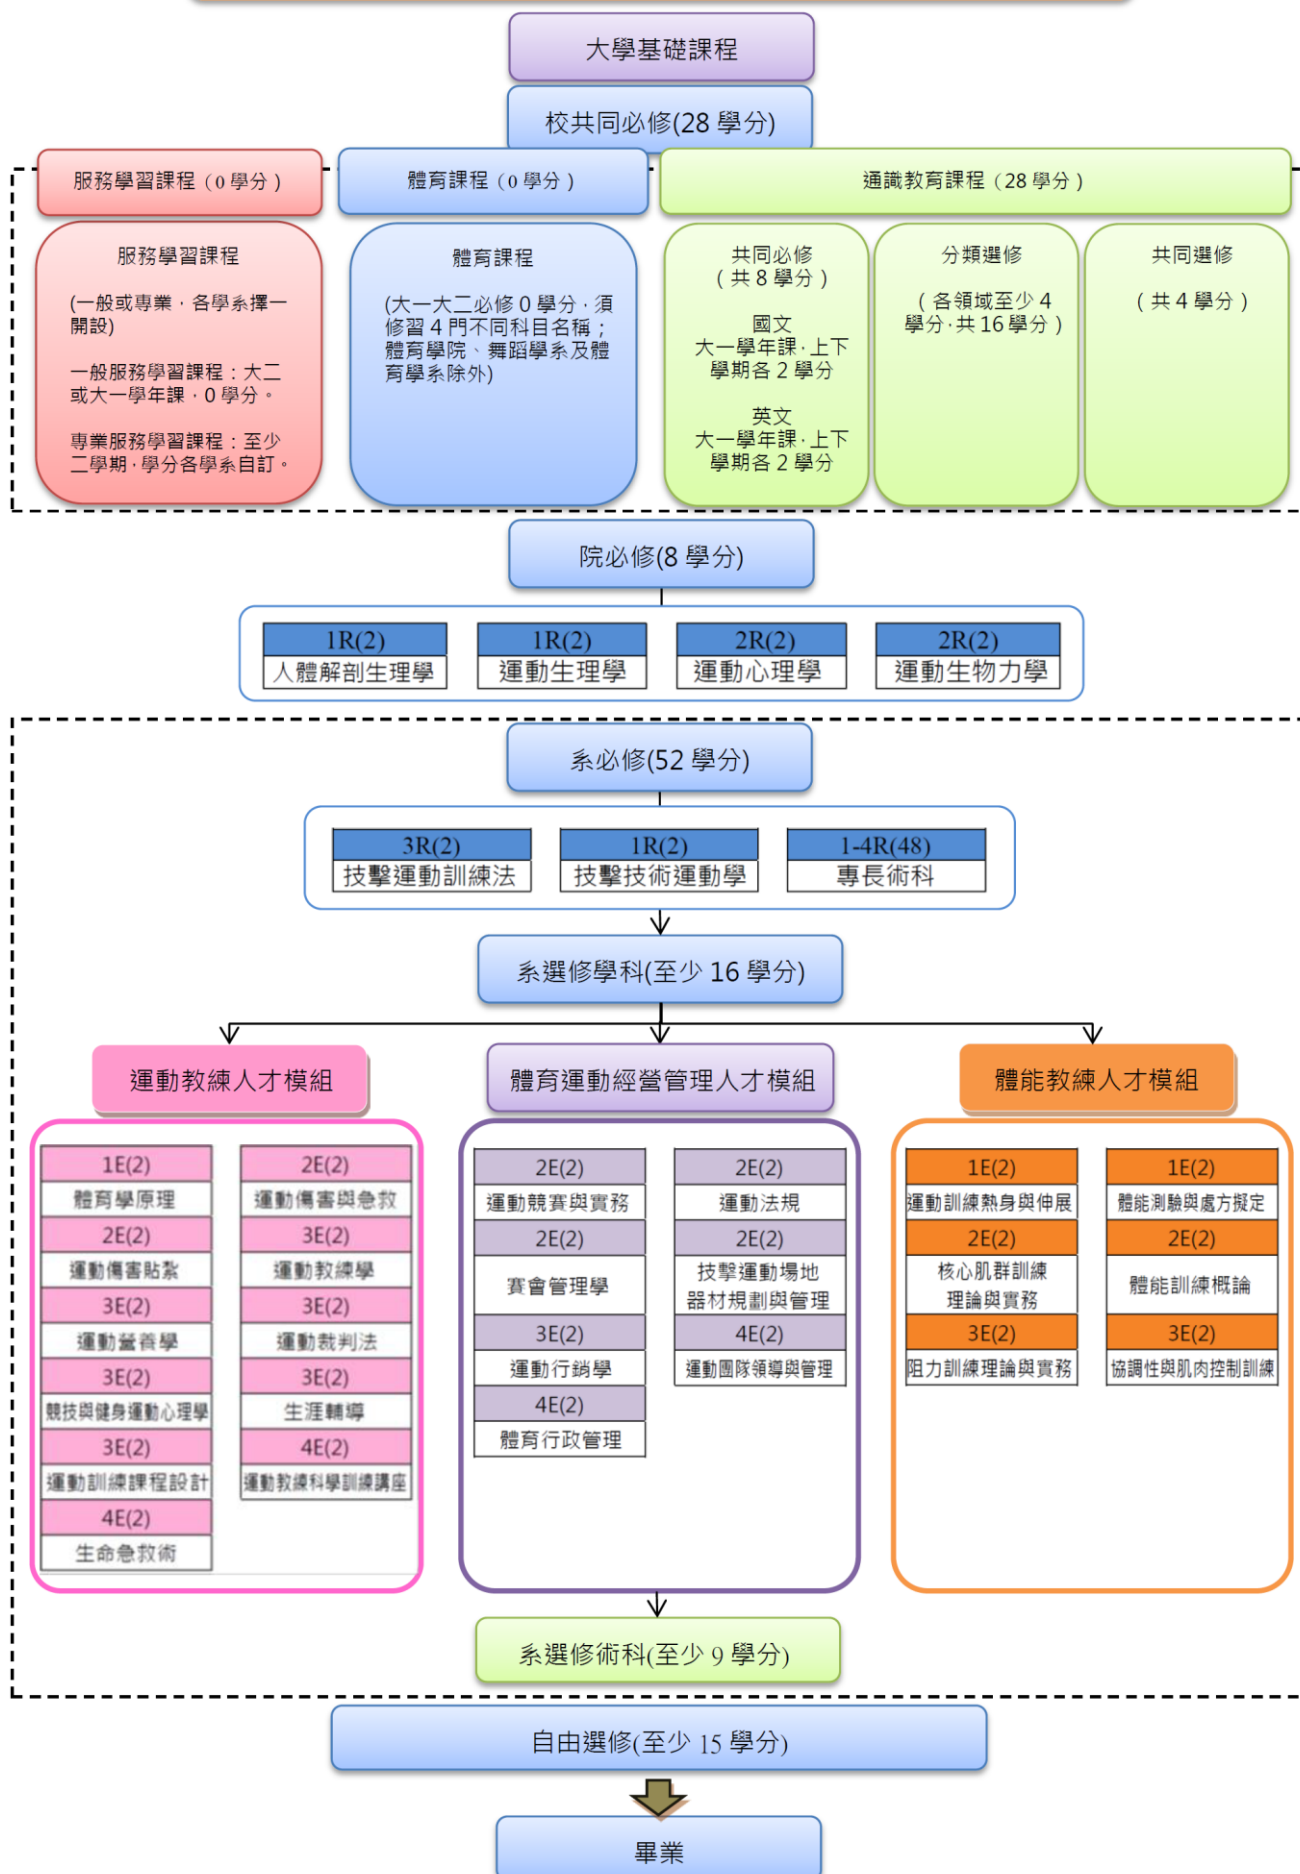 大學基礎課程
校共同必修(28 學分)
服務學習課程（0 學分）
體育課程（0 學分）
通識教育課程（28 學分）
服務學習課程
(一般或專業，各學系擇一
開設)
一般服務學習課程：大二
或大一學年課，0 學分。
專業服務學習課程：至少
二學期，學分各學系自訂。
體育課程
(大一大二必修 0 學分，須
修習 4 門不同科目名稱；
體育學院、舞蹈學系及體
育學系除外)
共同必修
（共 8 學分）
國文
大一學年課，上下
學期各 2 學分
英文
大一學年課，上下
學期各 2 學分
分類選修
（各領域至少 4
學分，共 16 學分）
共同選修
（共 4 學分）
院必修(8 學分)
1R(2)
人體解剖生理學
1R(2)
運動生理學
2R(2)
運動心理學
2R(2)
運動生物力學
系必修(52 學分)
3R(2)
技擊運動訓練法
1R(2)
技擊技術運動學
1-4R(48)
專長術科
系選修學科(至少 16 學分)
運動教練人才模組
1E(2)
體育學原理
2E(2)
運動傷害與急救
2E(2)
運動傷害貼紮
3E(2)
運動教練學
3E(2)
運動營養學
3E(2)
運動裁判法
3E(2)
競技與健身運動心理學
3E(2)
生涯輔導
3E(2)
運動訓練課程設計
4E(2)
運動教練科學訓練講座
4E(2)
生命急救術
體育運動經營管理人才模組
2E(2)
運動競賽與實務
2E(2)
運動法規
2E(2)
賽會管理學
2E(2)
技擊運動場地
器材規劃與管理
3E(2)
運動行銷學
4E(2)
運動團隊領導與管理
4E(2)
體育行政管理
體能教練人才模組
1E(2)
運動訓練熱身與伸展
1E(2)
體能測驗與處方擬定
2E(2)
核心肌群訓練
理論與實務
2E(2)
體能訓練概論
3E(2)
阻力訓練理論與實務
3E(2)
協調性與肌肉控制訓練
系選修術科(至少 9 學分)
自由選修(至少 15 學分)
畢業